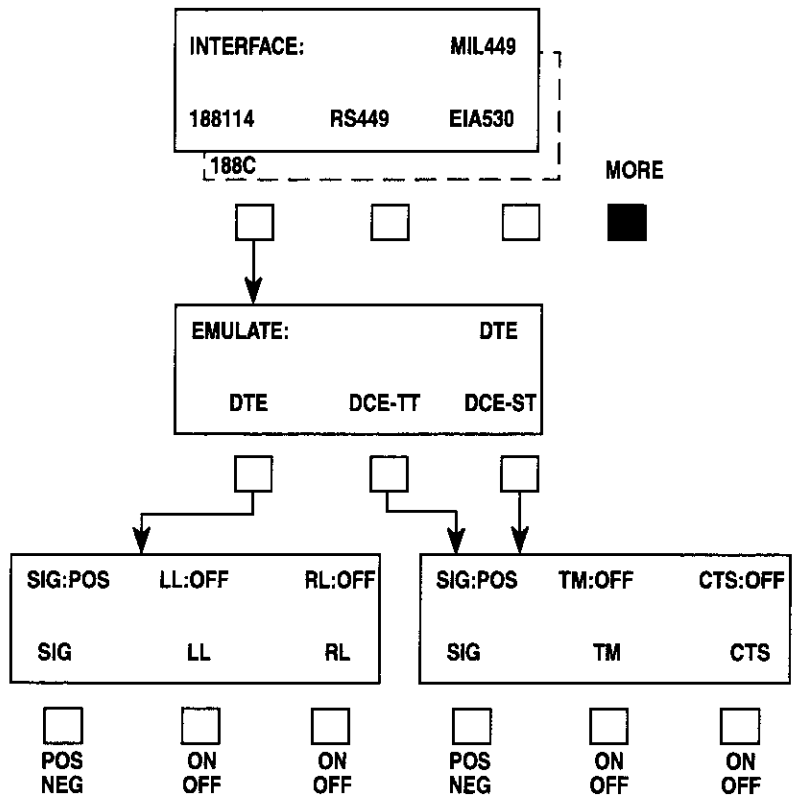 INTERFACE: MIL449
188114 RS449 EIA530
188C
MORE
EMULATE: DTE
DTE DCE-TT DCE-ST
SIG:POS LL:OFF RL:OFF
SIG LL RL
POS NEG
ON OFF
ON OFF
SIG:POS TM:OFF CTS:OFF
SIG TM CTS
POS NEG
ON OFF
ON OFF